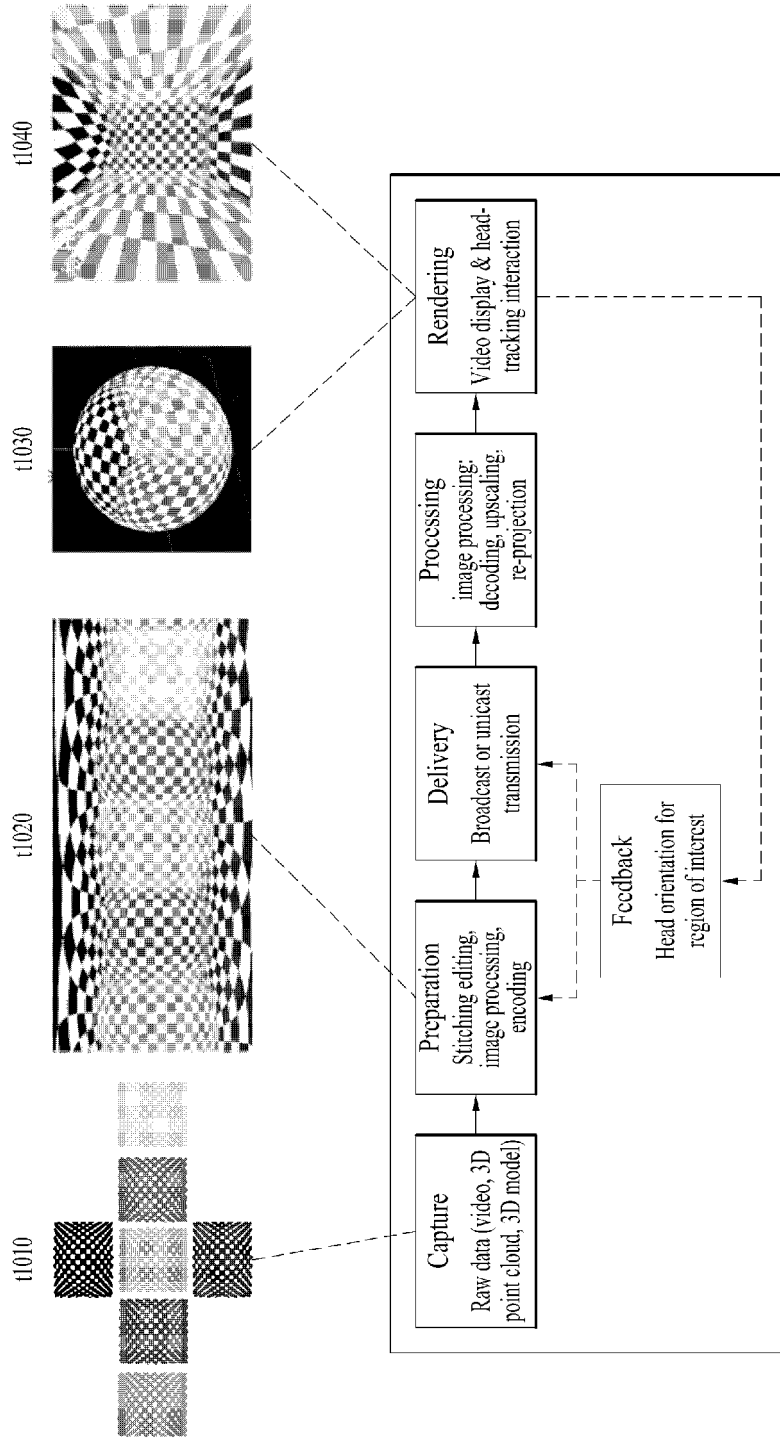 t1010
t1020
t1030
t1040
Capture
Raw data (video, 3D
point cloud, 3D model)
Preparation
Stitching editing,
image processing,
encoding
Delivery
Broadcast or unicast
transmission
Processing
image processing:
decoding, upscaling,
re-projection
Rendering
Video display & head-
tracking interaction
Feedback
Head orientation for
region of interest